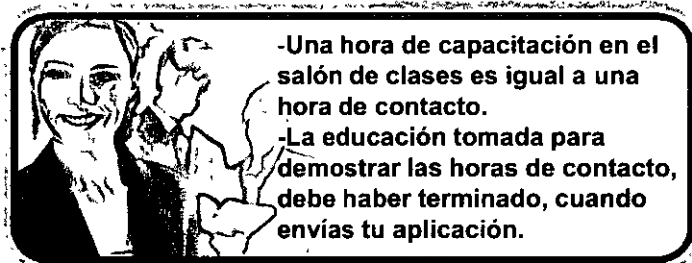 -Una hora de capacitación en el
salón de clases es igual a una
hora de contacto.
-La educación tomada para
demostrar las horas de contacto,
debe haber terminado, cuando
envías tu aplicación.